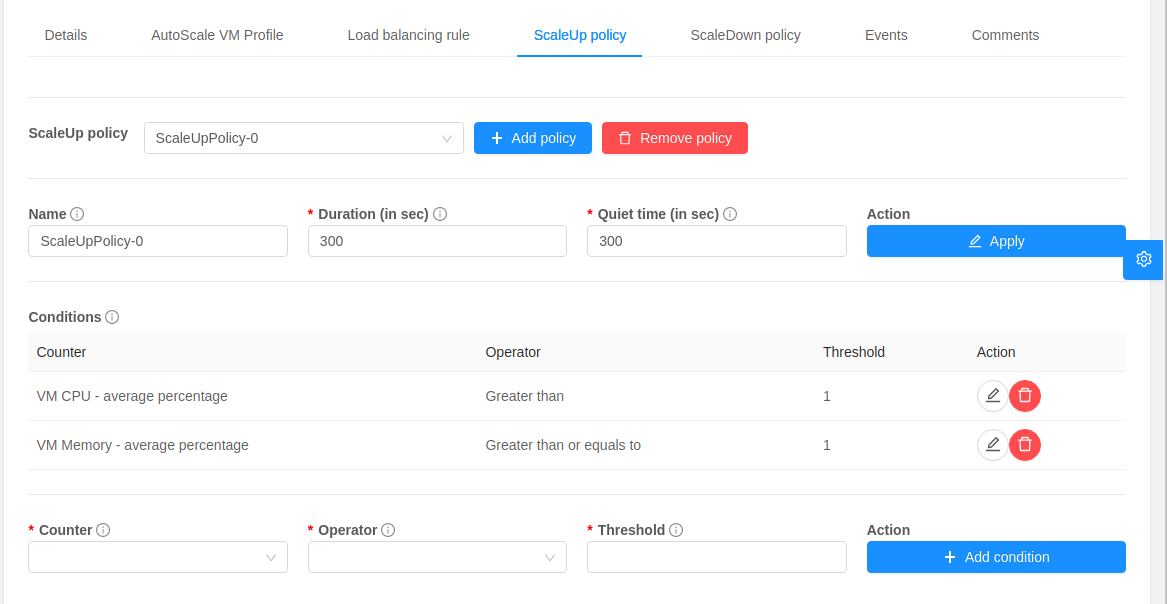 Details AutoScale VM Profile Load balancing rule ScaleUp policy ScaleDown policy Events Comments
ScaleUp policy ScaleUpPolicy-0 Add policy Remove policy
Name * Duration (in sec) * Quiet time (in sec) Action
ScaleUpPolicy-0 300 300 Apply
Conditions
Counter Operator Threshold Action
VM CPU - average percentage Greater than 1
VM Memory - average percentage Greater than or equals to 1
* Counter * Operator * Threshold Action
Add condition